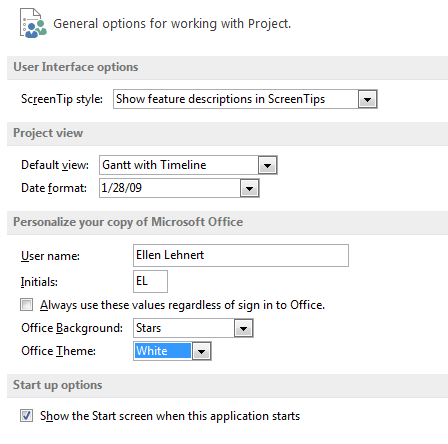 General options for working with Project.
User Interface options
ScreenTip style: Show feature descriptions in ScreenTips
Project view
Default view: Gantt with Timeline
Date format: 1/28/09
Personalize your copy of Microsoft Office
User name: Ellen Lehnert
Initials: EL
Always use these values regardless of sign in to Office.
Office Background: Stars
Office Theme: White
Start up options
Show the Start screen when this application starts